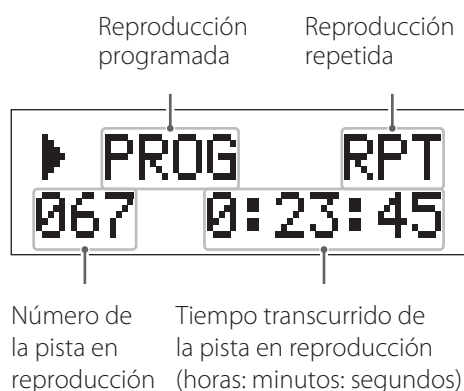 Reproducción
programada
Reproducción
repetida
PROG RPT
067 0:23:45
Número de
la pista en
reproducción
Tiempo transcurrido de
la pista en reproducción
(horas: minutos: segundos)